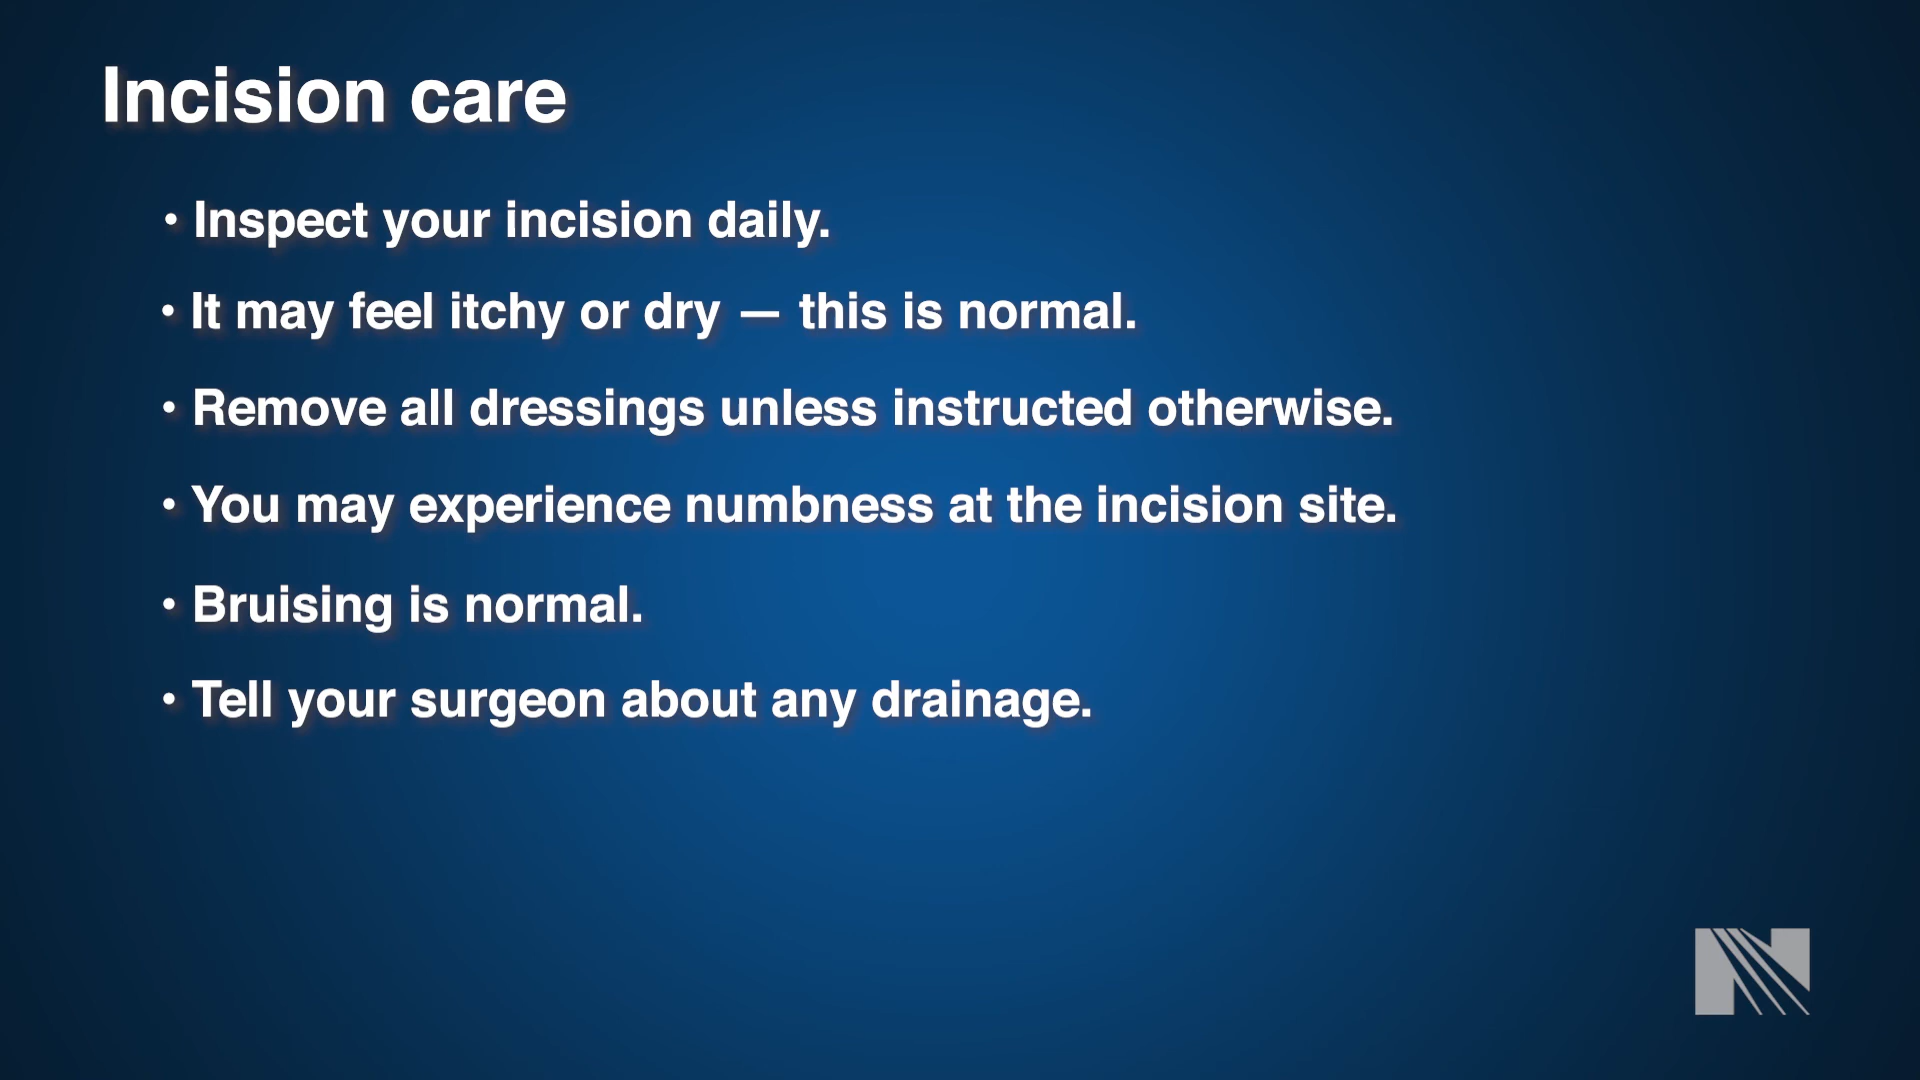 Incision care
• Inspect your incision daily.
• It may feel itchy or dry — this is normal.
• Remove all dressings unless instructed otherwise.
• You may experience numbness at the incision site.
• Bruising is normal.
• Tell your surgeon about any drainage.
N